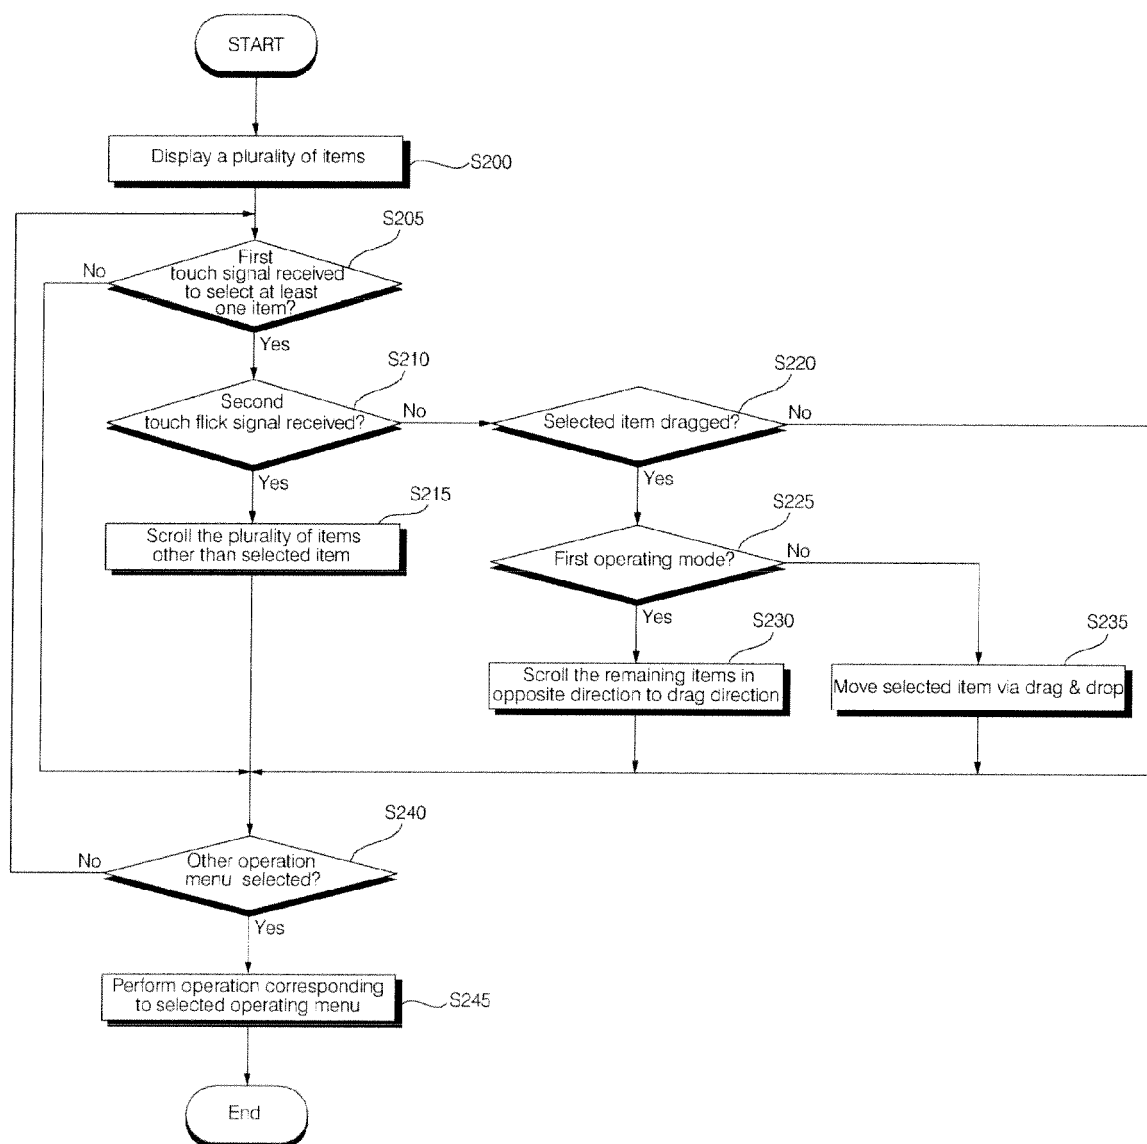 START
Display a plurality of items
S200
S205
First
touch signal received
to select at least
one item?
No
Yes
S210
Second
touch flick signal received?
No
Yes
S220
Selected item dragged?
No
Yes
S215
Scroll the plurality of items
other than selected item
S225
First operating mode?
No
Yes
S230
Scroll the remaining items in
opposite direction to drag direction
S235
Move selected item via drag & drop
S240
Other operation
menu selected?
No
Yes
Perform operation corresponding
to selected operating menu
S245
End